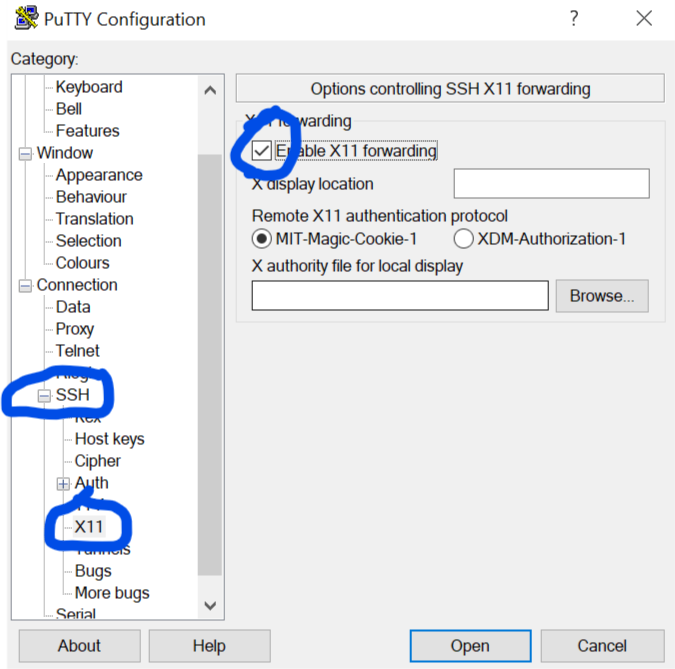 PuTTY Configuration
?
Category:
Keyboard
Bell
Features
Window
Appearance
Behaviour
Translation
Selection
Colours
Connection
Data
Proxy
Telnet
SSH
Kex
Host keys
Cipher
Auth
X11
Tunnels
Bugs
More bugs
Serial
Options controlling SSH X11 forwarding
X11 forwarding
Enable X11 forwarding
X display location
Remote X11 authentication protocol
MIT-Magic-Cookie-1 XDM-Authorization-1
X authority file for local display
Browse...
About Help Open Cancel